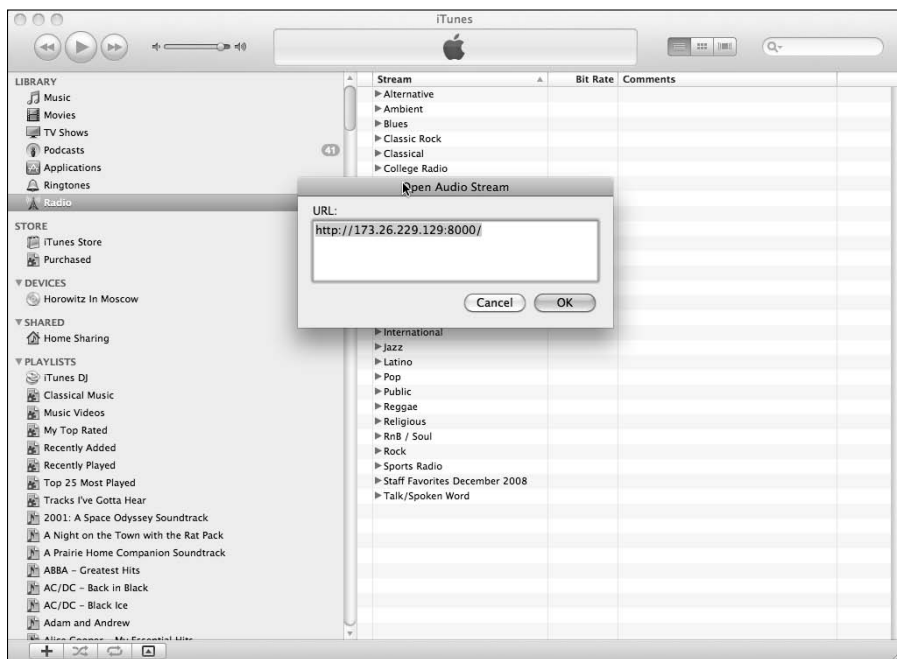 iTunes
LIBRARY
Music
Movies
TV Shows
Podcasts
41
Applications
Ringtones
Radio
STORE
iTunes Store
Purchased
DEVICES
Horowitz In Moscow
SHARED
Home Sharing
PLAYLISTS
iTunes DJ
Classical Music
Music Videos
My Top Rated
Recently Added
Recently Played
Top 25 Most Played
Tracks I've Gotta Hear
2001: A Space Odyssey Soundtrack
A Night on the Town with the Rat Pack
A Prairie Home Companion Soundtrack
ABBA – Greatest Hits
AC/DC – Back in Black
AC/DC – Black Ice
Adam and Andrew
Alice Cooper – My Essential Hits
Stream Bit Rate Comments
Alternative
Ambient
Blues
Classic Rock
Classical
College Radio
Open Audio Stream
URL:
http://173.26.229.129:8000/
Cancel OK
International
Jazz
Latino
Pop
Public
Reggae
Religious
RnB / Soul
Rock
Sports Radio
Staff Favorites December 2008
Talk/Spoken Word